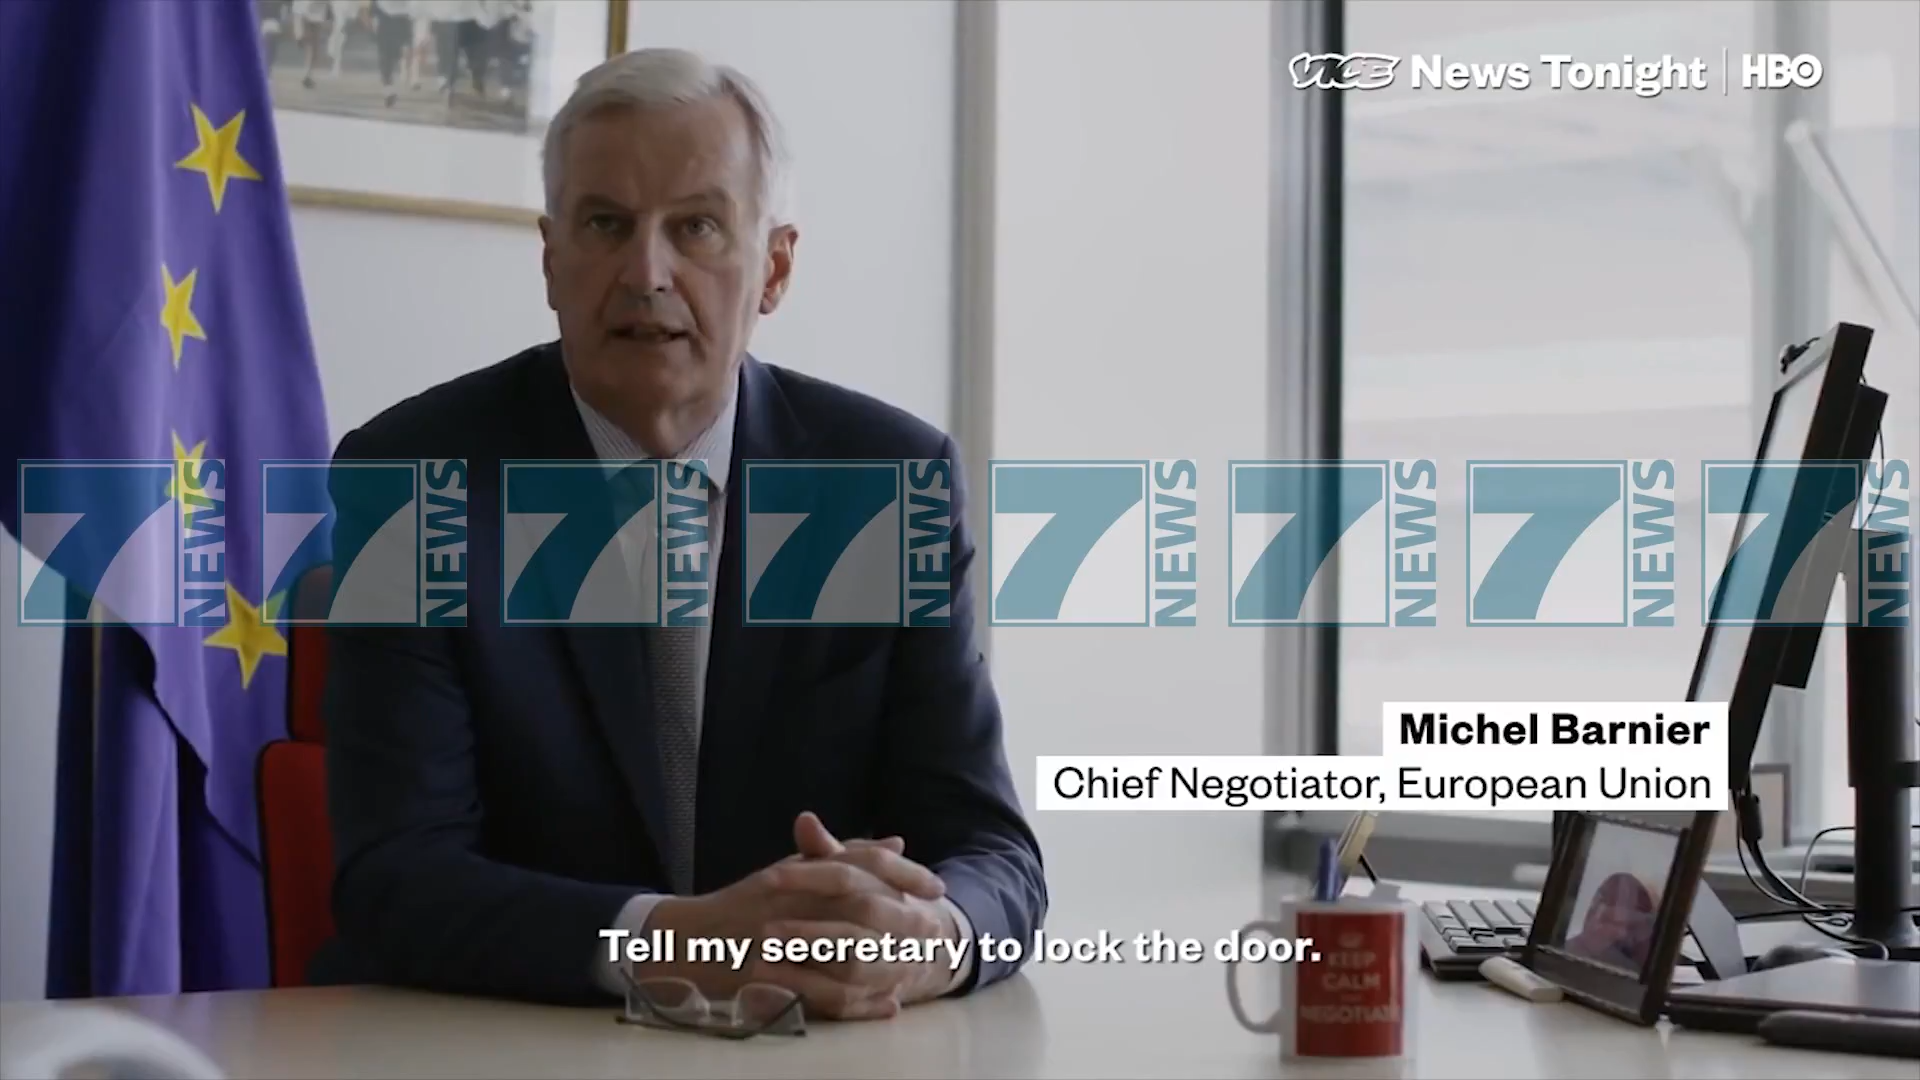 VICE News Tonight | HBO
7 NEWS 7 NEWS 7 NEWS 7 NEWS 7 NEWS 7 NEWS 7 NEWS 7 NEWS
Michel Barnier
Chief Negotiator, European Union
Tell my secretary to lock the door.
KEEP
CALM
NEGOTIATE